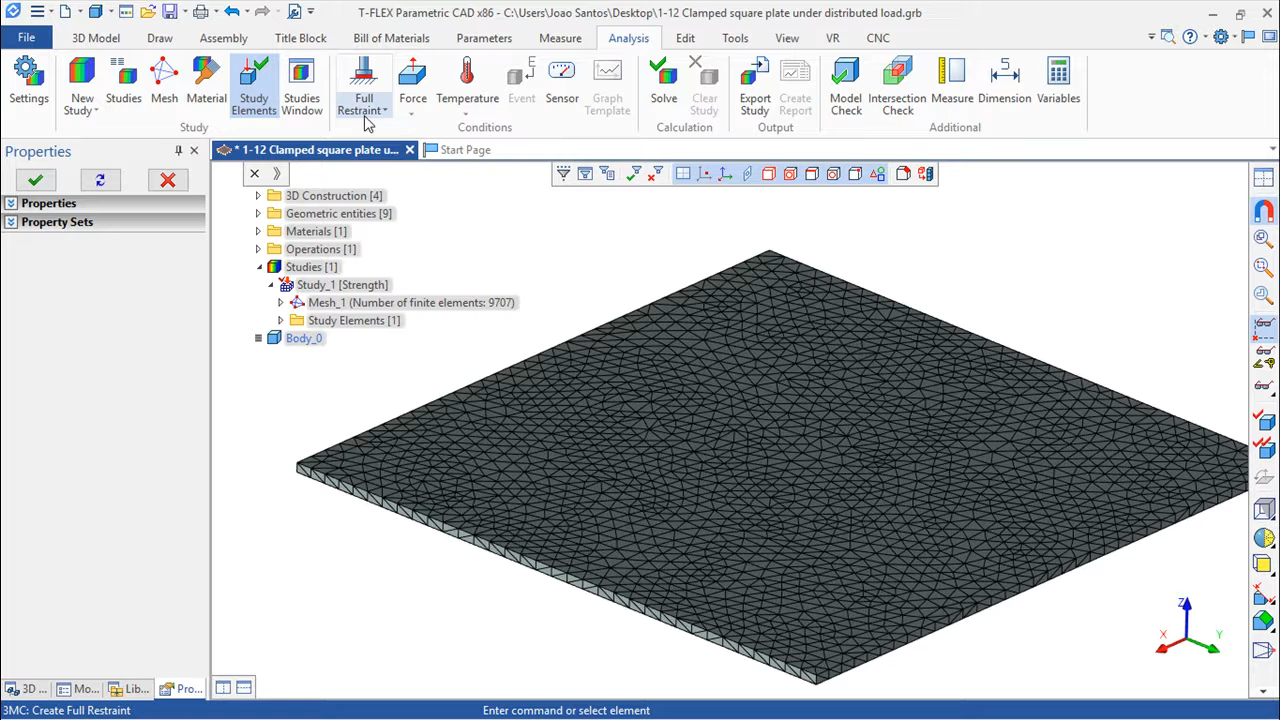 T-FLEX Parametric CAD x86 - C:\Users\Joao Santos\Desktop\1-12 Clamped square plate under distributed load.grb
File 3D Model Draw Assembly Title Block Bill of Materials Parameters Measure Analysis Edit Tools View VR CNC
Settings New Study Studies Mesh Material Study Elements Studies Window Full Restraint Force Temperature Event Sensor Graph Template Solve Clear Study Export Study Create Report Model Check Intersection Check Measure Dimension Variables
Study Conditions Calculation Output Additional
Properties
* 1-12 Clamped square plate u... Start Page
Properties
Property Sets
3D Construction [4]
Geometric entities [9]
Materials [1]
Operations [1]
Studies [1]
Study_1 [Strength]
Mesh_1 (Number of finite elements: 9707)
Study Elements [1]
Body_0
Z
X Y
3D ... Mo... Lib... Pro...
3MC: Create Full Restraint Enter command or select element